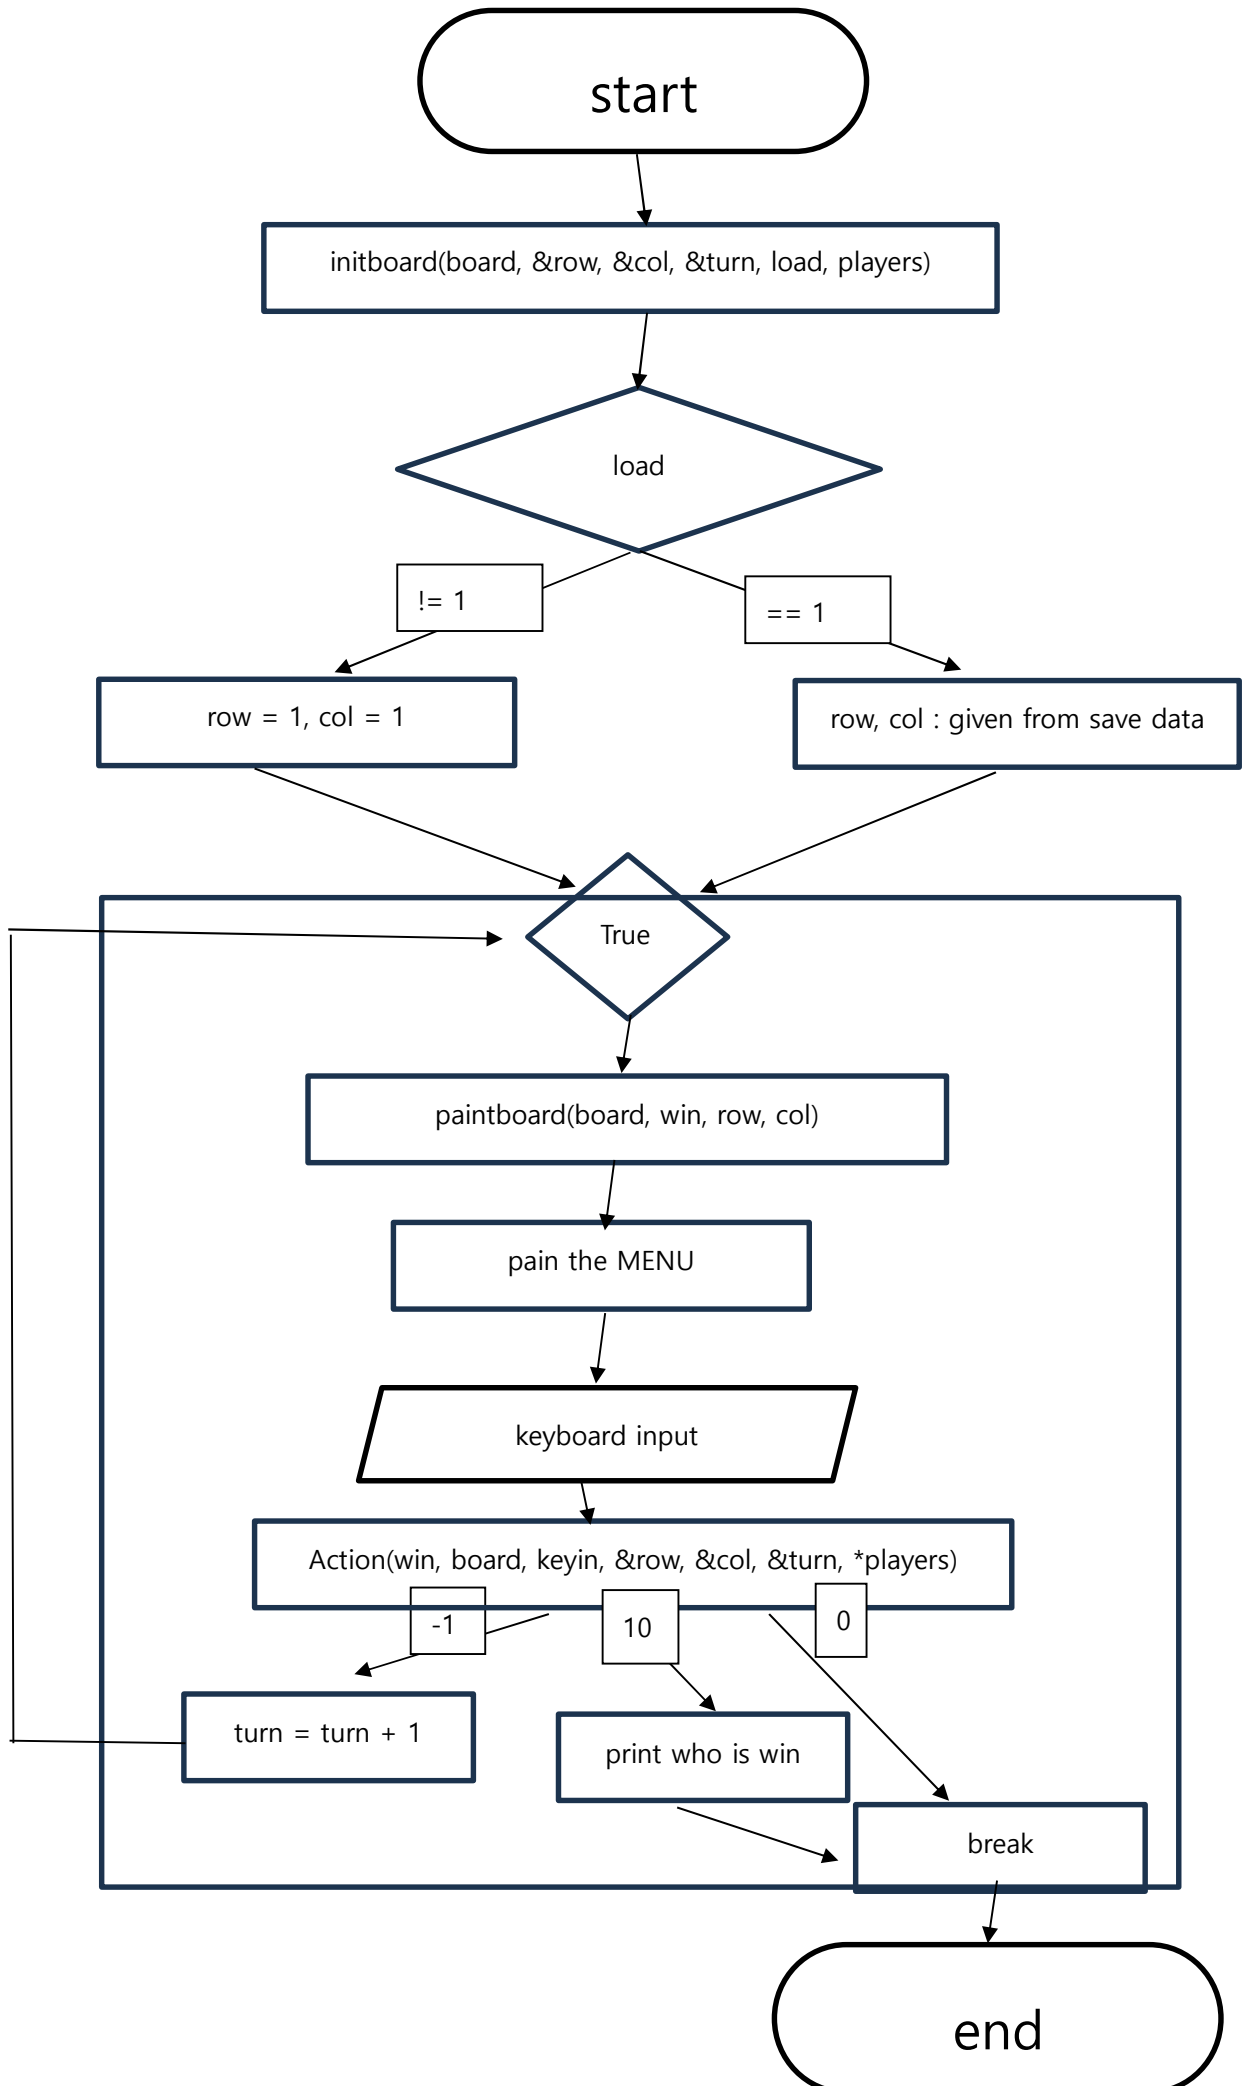 start
initboard(board, &row, &col, &turn, load, players)
load
!= 1
== 1
row = 1, col = 1
row, col : given from save data
True
paintboard(board, win, row, col)
pain the MENU
keyboard input
Action(win, board, keyin, &row, &col, &turn, *players)
-1
10
0
turn = turn + 1
print who is win
break
end